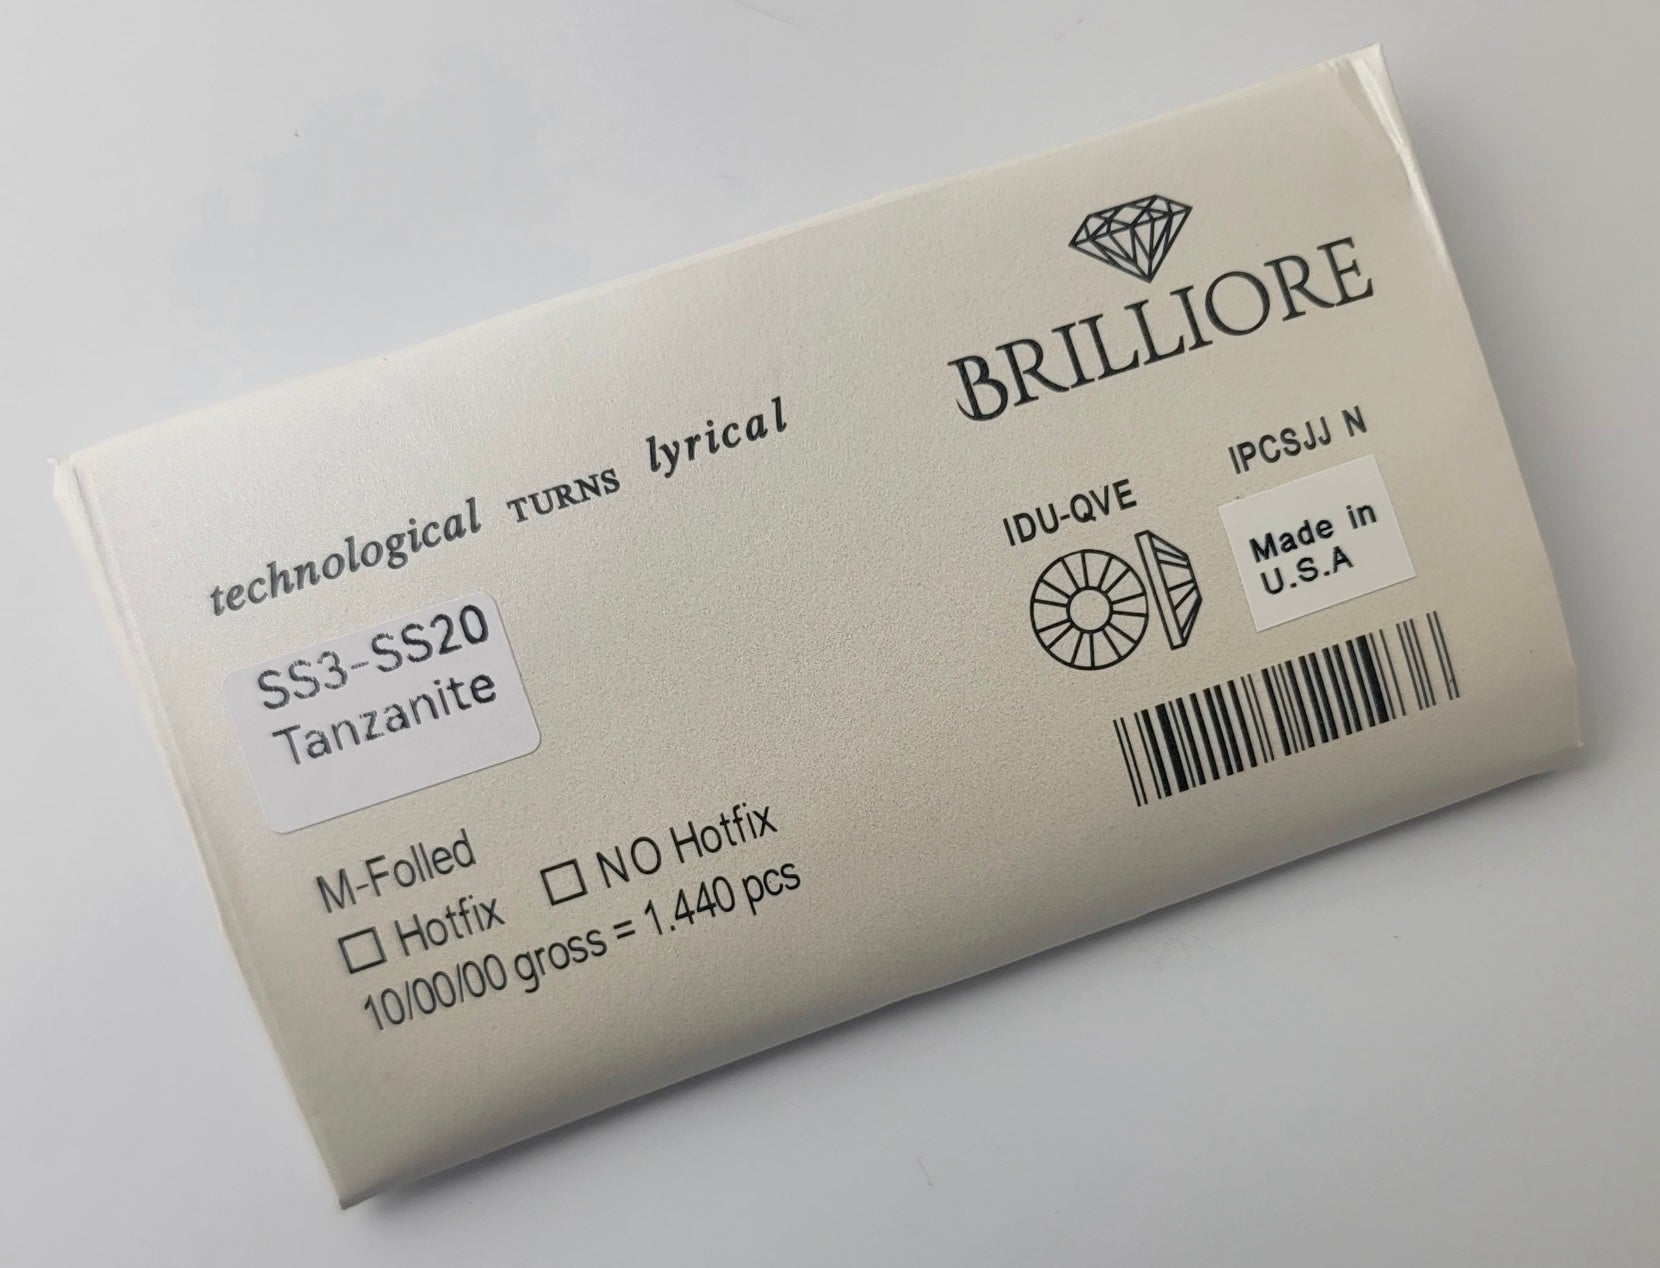 BRILLIORE
technological TURNS lyrical
IPCSJJ N
IDU-QVE
Made in
U.S.A
SS3-SS20
Tanzanite
M-Folled
☐ Hotfix ☐ NO Hotfix
10/00/00 gross = 1.440 pcs